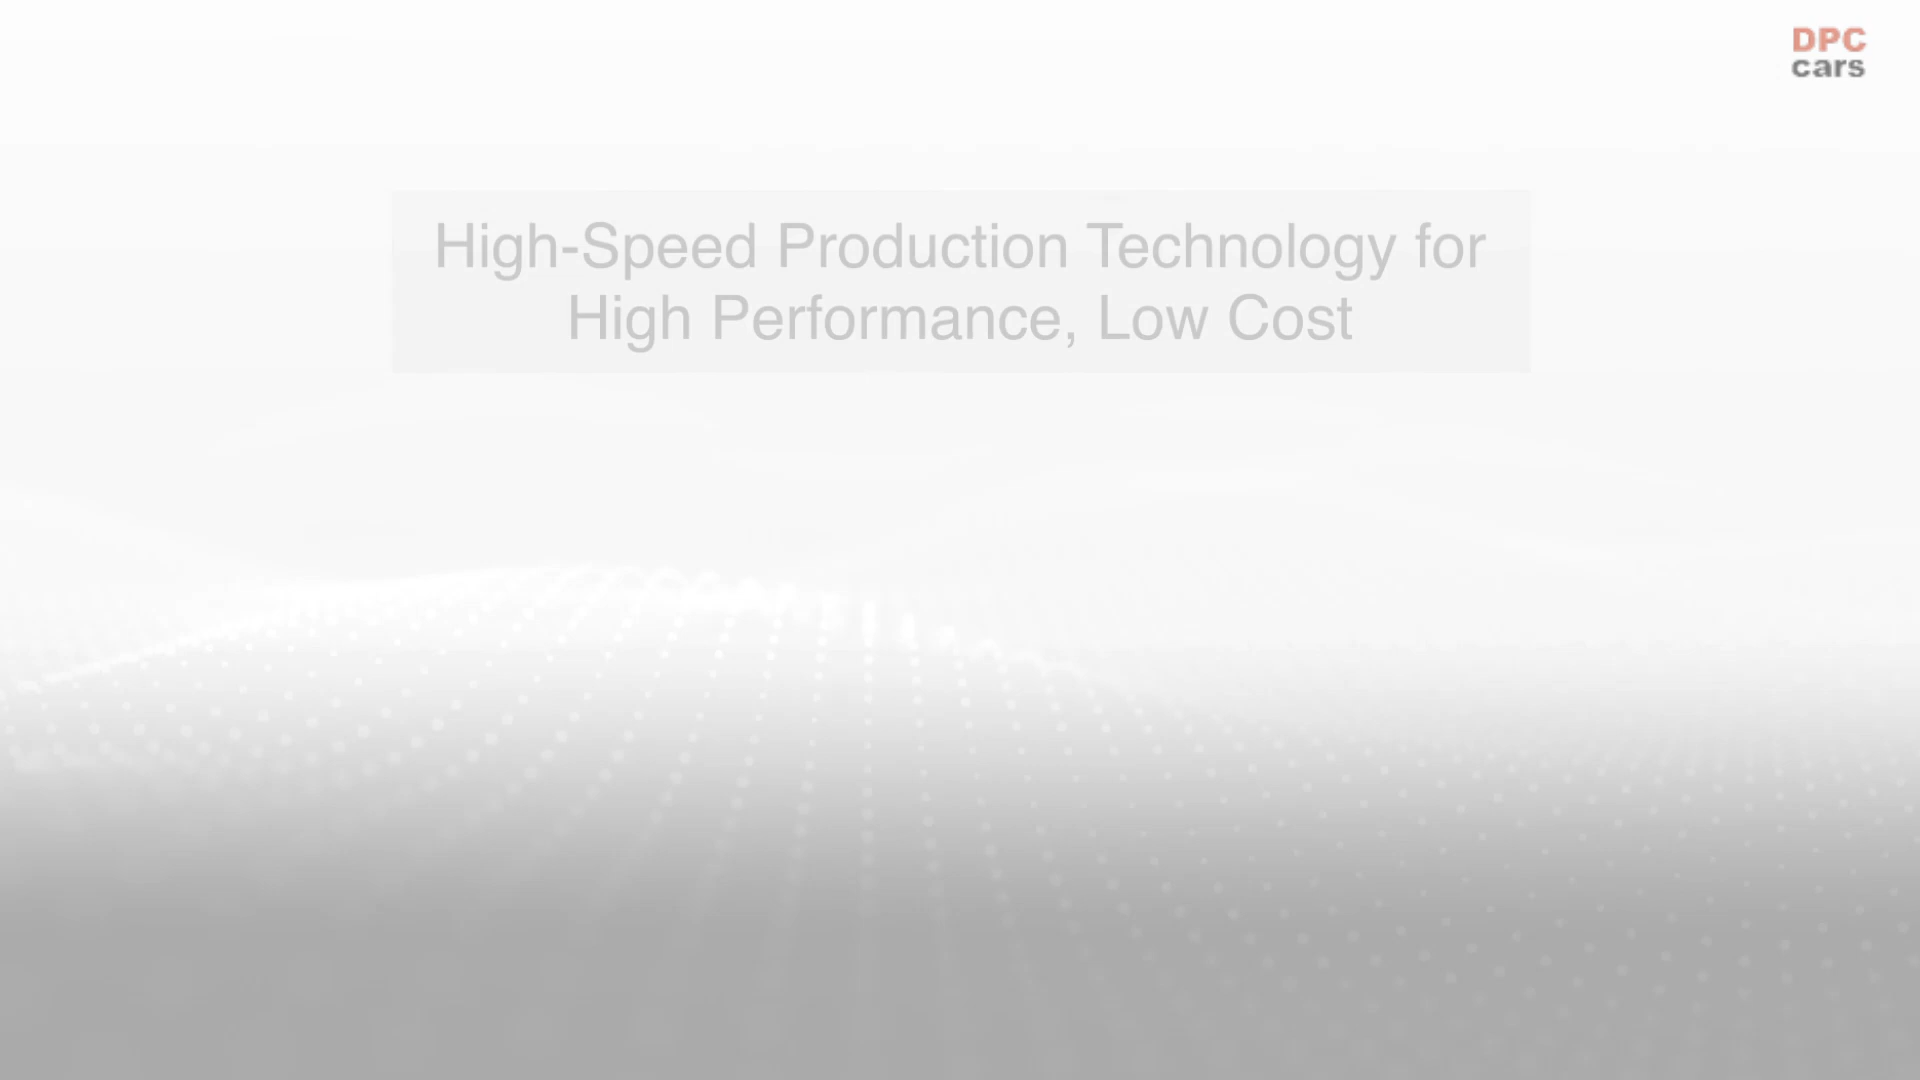 DPC
cars
High-Speed Production Technology for
High Performance, Low Cost